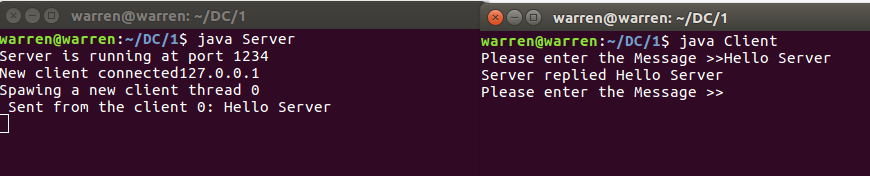 warren@warren: ~/DC/1
warren@warren:~/DC/1$ java Server
Server is running at port 1234
New client connected127.0.0.1
Spawing a new client thread 0
 Sent from the client 0: Hello Server
warren@warren: ~/DC/1
warren@warren:~/DC/1$ java Client
Please enter the Message >>Hello Server
Server replied Hello Server
Please enter the Message >>